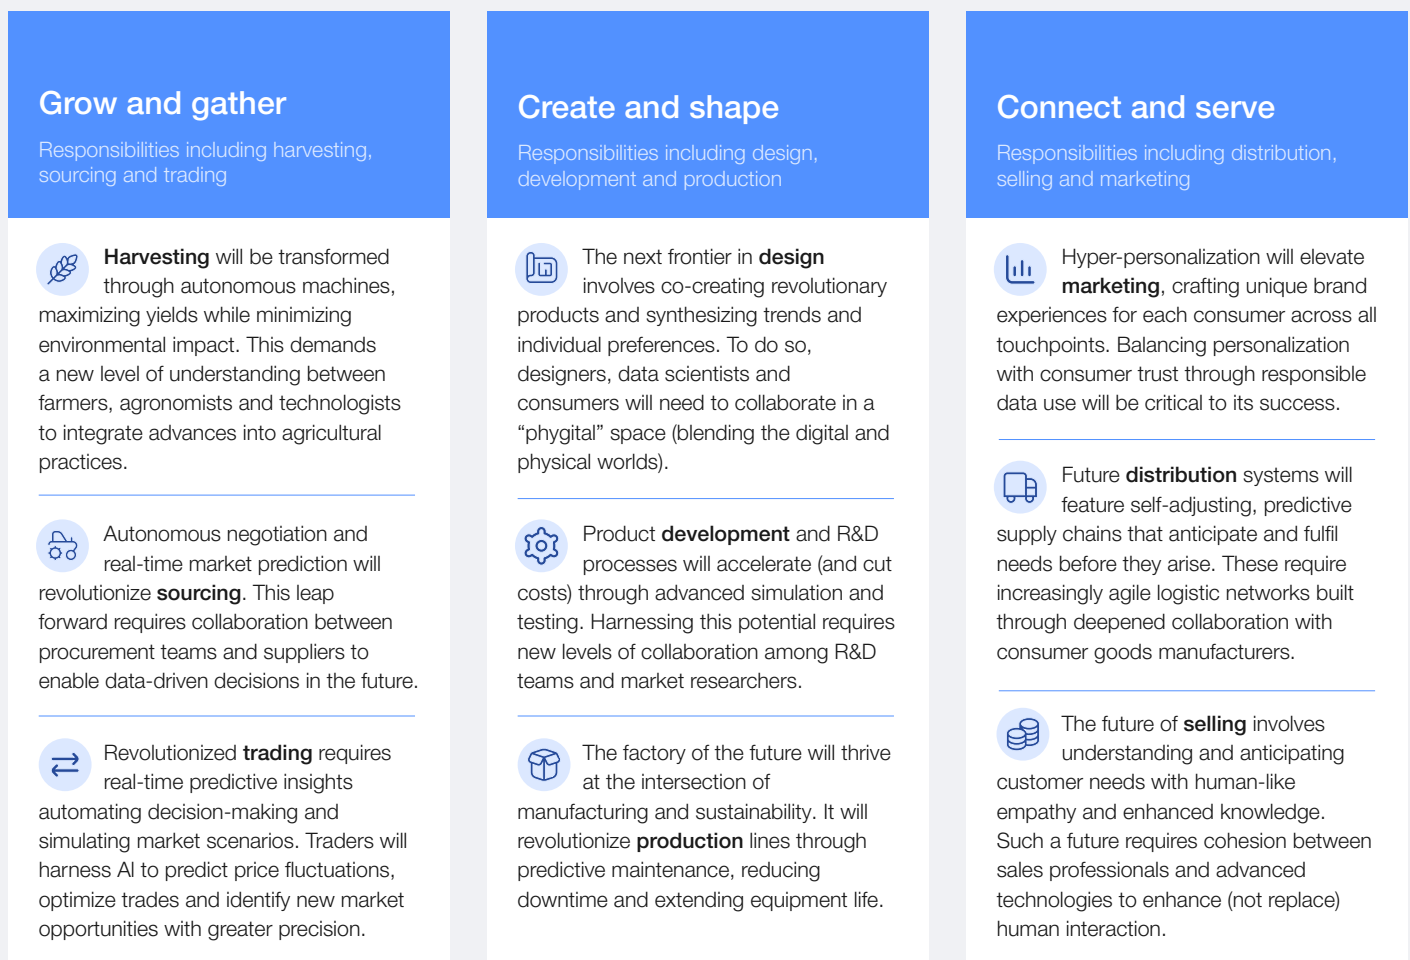 Grow and gather
Responsibilities including harvesting,
sourcing and trading
Harvesting will be transformed
through autonomous machines,
maximizing yields while minimizing
environmental impact. This demands
a new level of understanding between
farmers, agronomists and technologists
to integrate advances into agricultural
practices.
Autonomous negotiation and
real-time market prediction will
revolutionize sourcing. This leap
forward requires collaboration between
procurement teams and suppliers to
enable data-driven decisions in the future.
Revolutionized trading requires
real-time predictive insights
automating decision-making and
simulating market scenarios. Traders will
harness AI to predict price fluctuations,
optimize trades and identify new market
opportunities with greater precision.
Create and shape
Responsibilities including design,
development and production
The next frontier in design
involves co-creating revolutionary
products and synthesizing trends and
individual preferences. To do so,
designers, data scientists and
consumers will need to collaborate in a
“phygital” space (blending the digital and
physical worlds).
Product development and R&D
processes will accelerate (and cut
costs) through advanced simulation and
testing. Harnessing this potential requires
new levels of collaboration among R&D
teams and market researchers.
The factory of the future will thrive
at the intersection of
manufacturing and sustainability. It will
revolutionize production lines through
predictive maintenance, reducing
downtime and extending equipment life.
Connect and serve
Responsibilities including distribution,
selling and marketing
Hyper-personalization will elevate
marketing, crafting unique brand
experiences for each consumer across all
touchpoints. Balancing personalization
with consumer trust through responsible
data use will be critical to its success.
Future distribution systems will
feature self-adjusting, predictive
supply chains that anticipate and fulfil
needs before they arise. These require
increasingly agile logistic networks built
through deepened collaboration with
consumer goods manufacturers.
The future of selling involves
understanding and anticipating
customer needs with human-like
empathy and enhanced knowledge.
Such a future requires cohesion between
sales professionals and advanced
technologies to enhance (not replace)
human interaction.